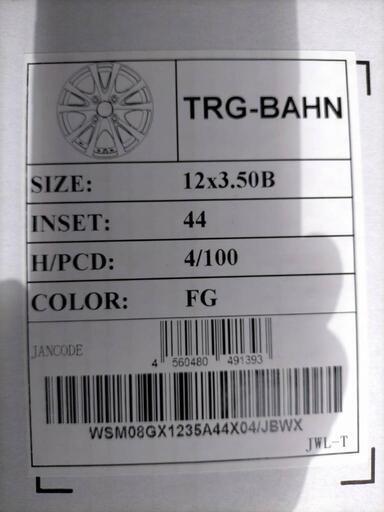 TRG-BAHN
SIZE: 12x3.50B
INSET: 44
H/PCD: 4/100
COLOR: FG
JANCODE
4 560480 491393
WSM08GX1235A44X04/JBWX
JWL-T